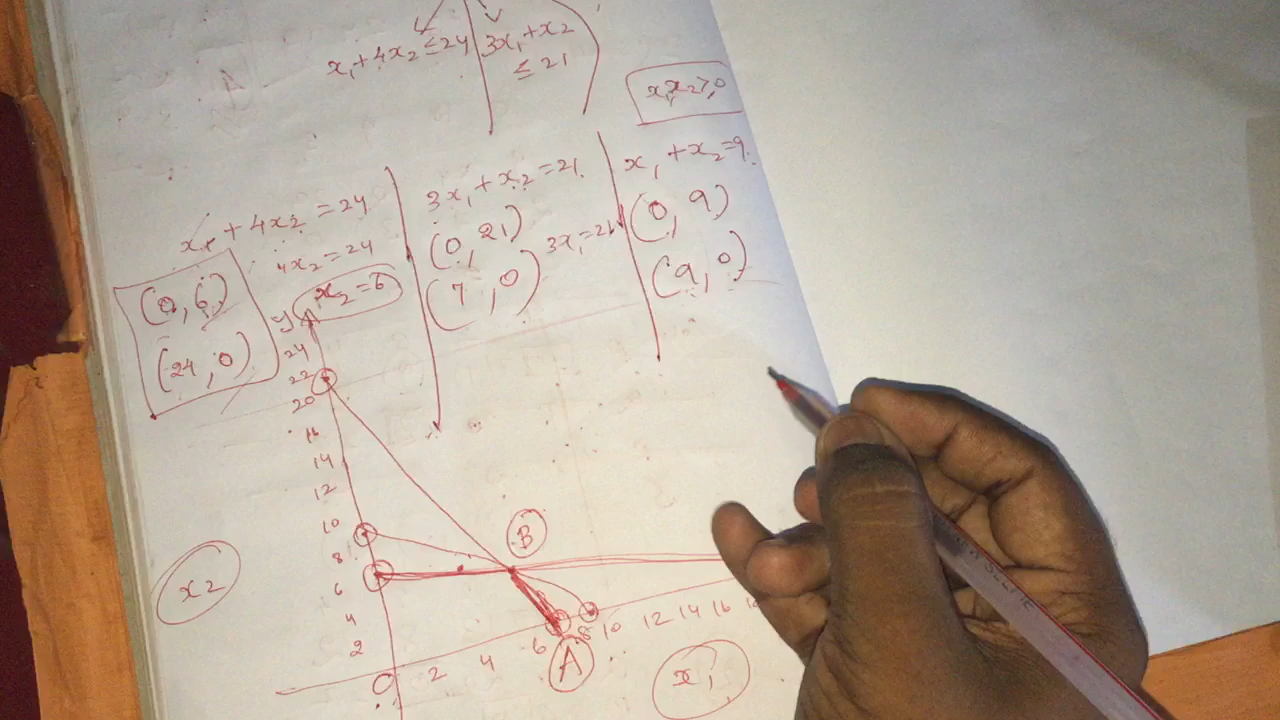 x₁+4x₂ ≤ 24
3x₁+x₂
≤ 21
x₁,x₂≥0
x₁+4x₂ = 24
4x₂ = 24
x₂=6
(0,6)
(24,0)
3x₁+x₂=21
(0,21)
3x₁=21
(7,0)
x₁+x₂=9
(0,9)
(9,0)
y
24
22
20
16
14
12
10
8
6
4
2
0
2
4
6
8
10
12
14
16
B
A
x2
x₁